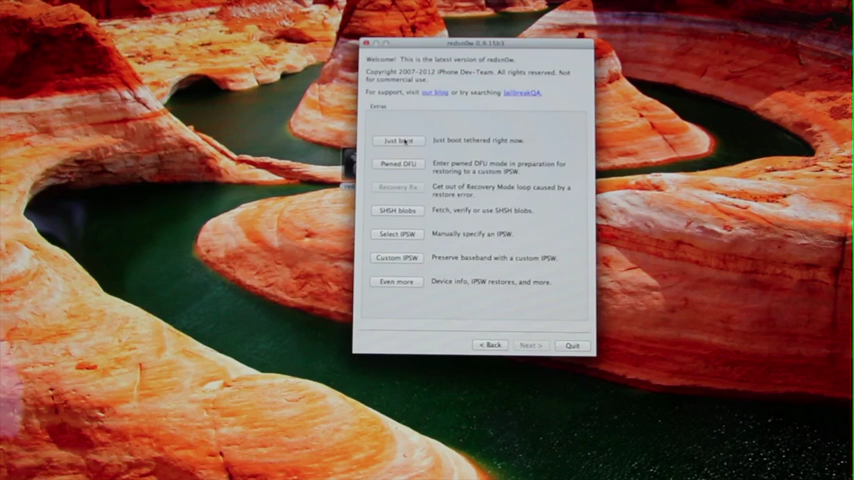 redsn0w 0.9.15b3
Welcome! This is the latest version of redsn0w.
Copyright 2007-2012 iPhone Dev-Team. All rights reserved. Not
for commercial use.
For support, visit our blog or try searching JailbreakQA.
Extras
Just boot Just boot tethered right now.
Pwned DFU Enter pwned DFU mode in preparation for
restoring to a custom IPSW.
Recovery fix Get out of Recovery Mode loop caused by a
restore error.
SHSH blobs Fetch, verify or use SHSH blobs.
Select IPSW Manually specify an IPSW.
Custom IPSW Preserve baseband with a custom IPSW.
Even more Device info, IPSW restores, and more.
< Back Next > Quit